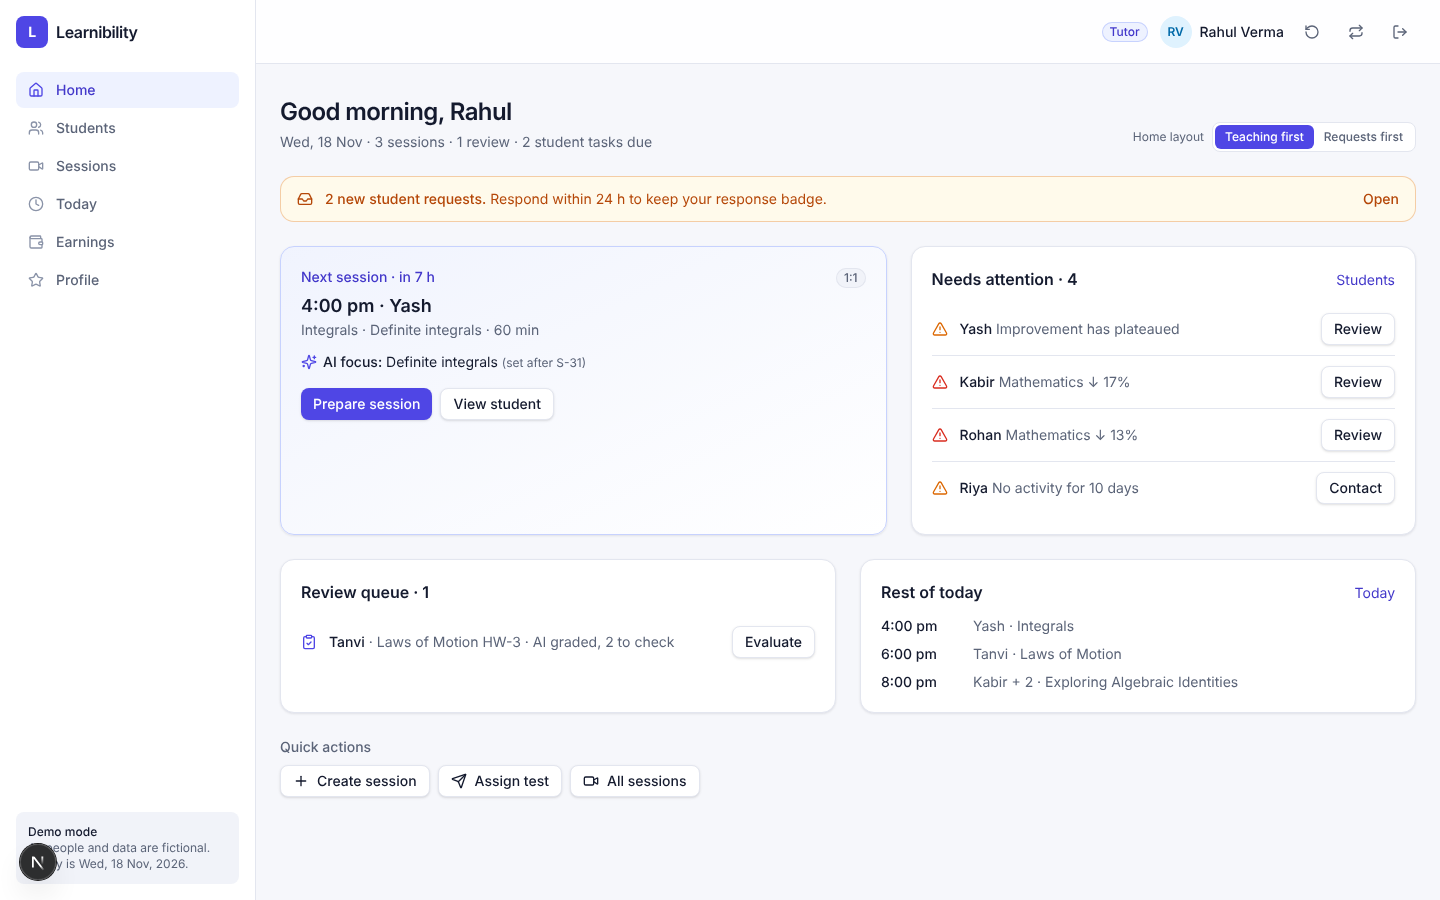 L Learnibility
Home
Students
Sessions
Today
Earnings
Profile
Tutor RV Rahul Verma
Good morning, Rahul
Wed, 18 Nov · 3 sessions · 1 review · 2 student tasks due
Home layout Teaching first Requests first
2 new student requests. Respond within 24 h to keep your response badge. Open
Next session · in 7 h 1:1
4:00 pm · Yash
Integrals · Definite integrals · 60 min
AI focus: Definite integrals (set after S-31)
Prepare session View student
Needs attention · 4 Students
Yash Improvement has plateaued Review
Kabir Mathematics ↓ 17% Review
Rohan Mathematics ↓ 13% Review
Riya No activity for 10 days Contact
Review queue · 1
Tanvi · Laws of Motion HW-3 · AI graded, 2 to check Evaluate
Rest of today Today
4:00 pm Yash · Integrals
6:00 pm Tanvi · Laws of Motion
8:00 pm Kabir + 2 · Exploring Algebraic Identities
Quick actions
Create session Assign test All sessions
Demo mode
people and data are fictional.
N is Wed, 18 Nov, 2026.